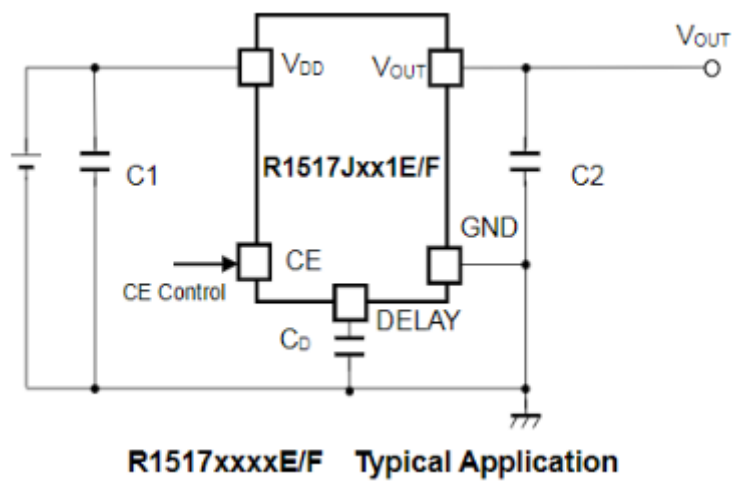 VOUT
VDD
VOUT
R1517Jxx1E/F
C1
C2
GND
CE
CE Control
DELAY
CD
R1517xxxxE/F Typical Application